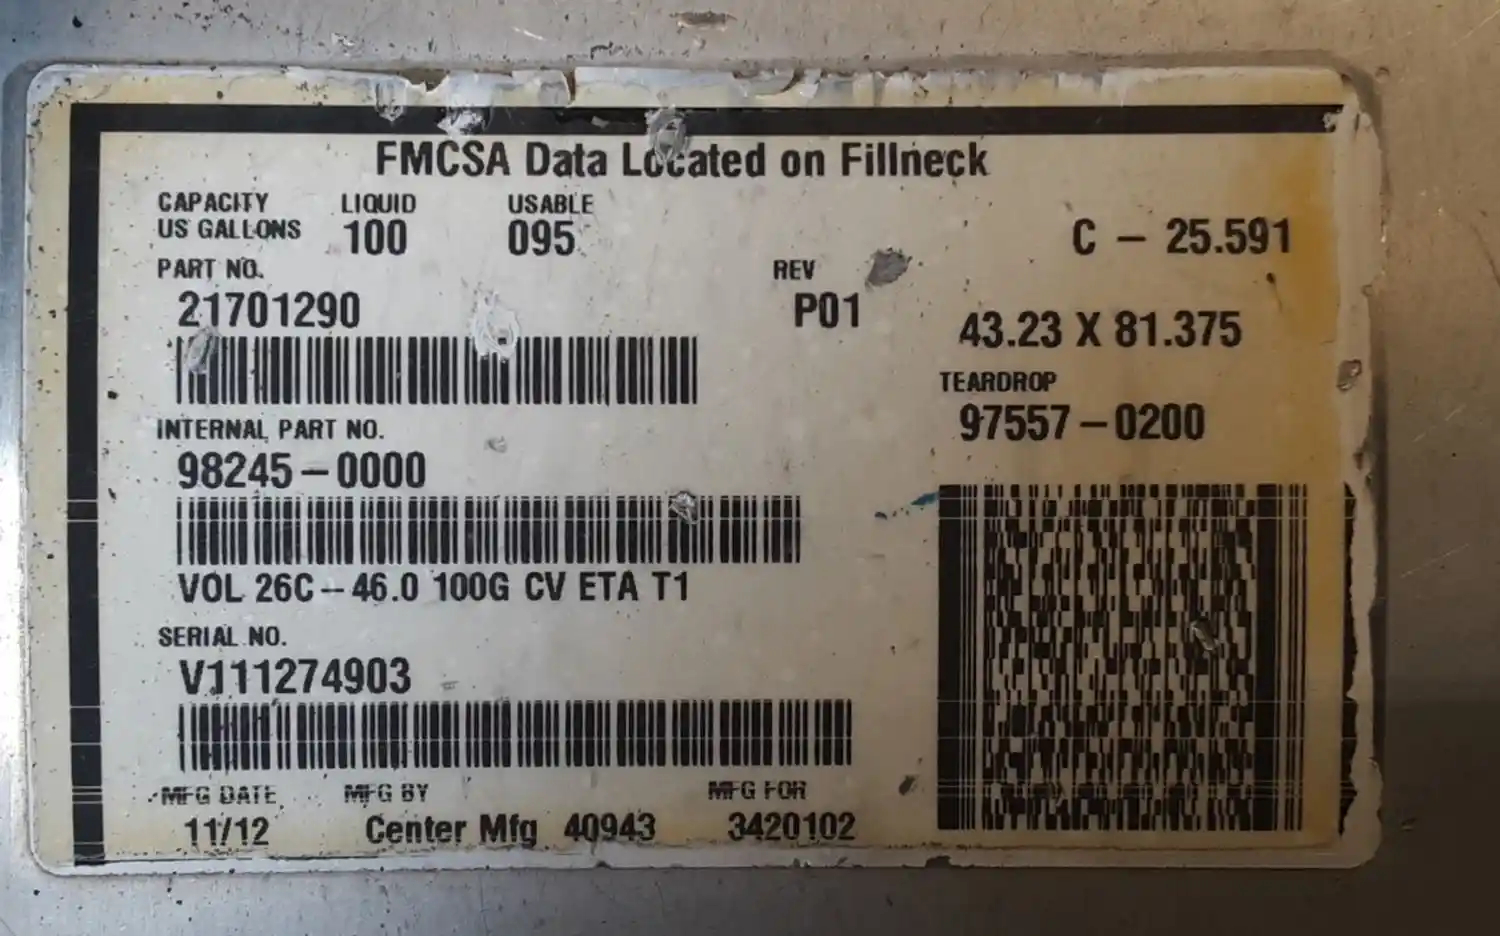 FMCSA Data Located on Fillneck
CAPACITY US GALLONS
LIQUID 100
USABLE 095
C – 25.591
PART NO.
21701290
REV
P01
43.23 X 81.375
TEARDROP
97557–0200
INTERNAL PART NO.
98245–0000
VOL 26C–46.0 100G CV ETA T1
SERIAL NO.
V111274903
MFG DATE
11/12
MFG BY
Center Mfg 40943
MFG FOR
3420102